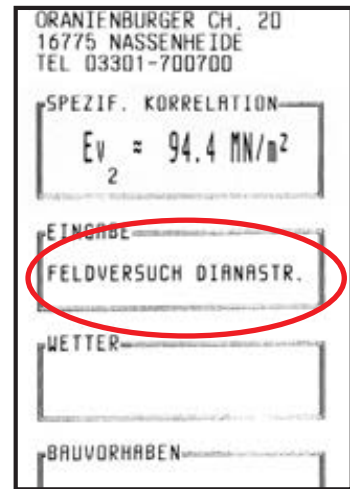 ORANIENBURGER CH. 20
16775 NASSENHEIDE
TEL 03301-700700
SPEZIF. KORRELATION
Ev2 ≈ 94.4 MN/m²
EINGABE
FELDVERSUCH DIANASTR.
WETTER
BAUVORHABEN